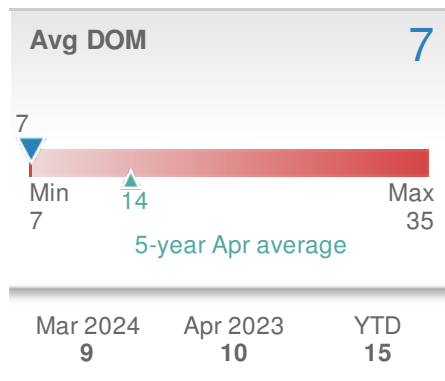 Avg DOM 7
7
Min Max
7 35
14
5-year Apr average
Mar 2024 Apr 2023 YTD
9 10 15